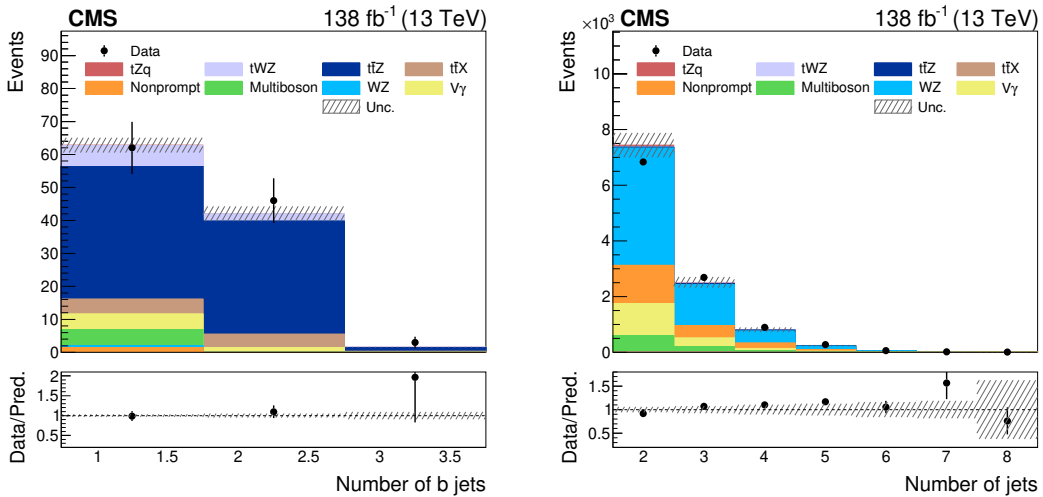 CMS 138 fb⁻¹ (13 TeV)
Events
90
80
70
60
50
40
30
20
10
0
Data
tZq tWZ tt̄Z tt̄X
Nonprompt Multiboson WZ Vγ
Unc.
Data/Pred.
2
1.5
1
0.5
1 1.5 2 2.5 3 3.5
Number of b jets
CMS 138 fb⁻¹ (13 TeV)
×10³
Events
10
8
6
4
2
0
Data
tZq tWZ tt̄Z tt̄X
Nonprompt Multiboson WZ Vγ
Unc.
Data/Pred.
1.5
1
0.5
2 3 4 5 6 7 8
Number of jets